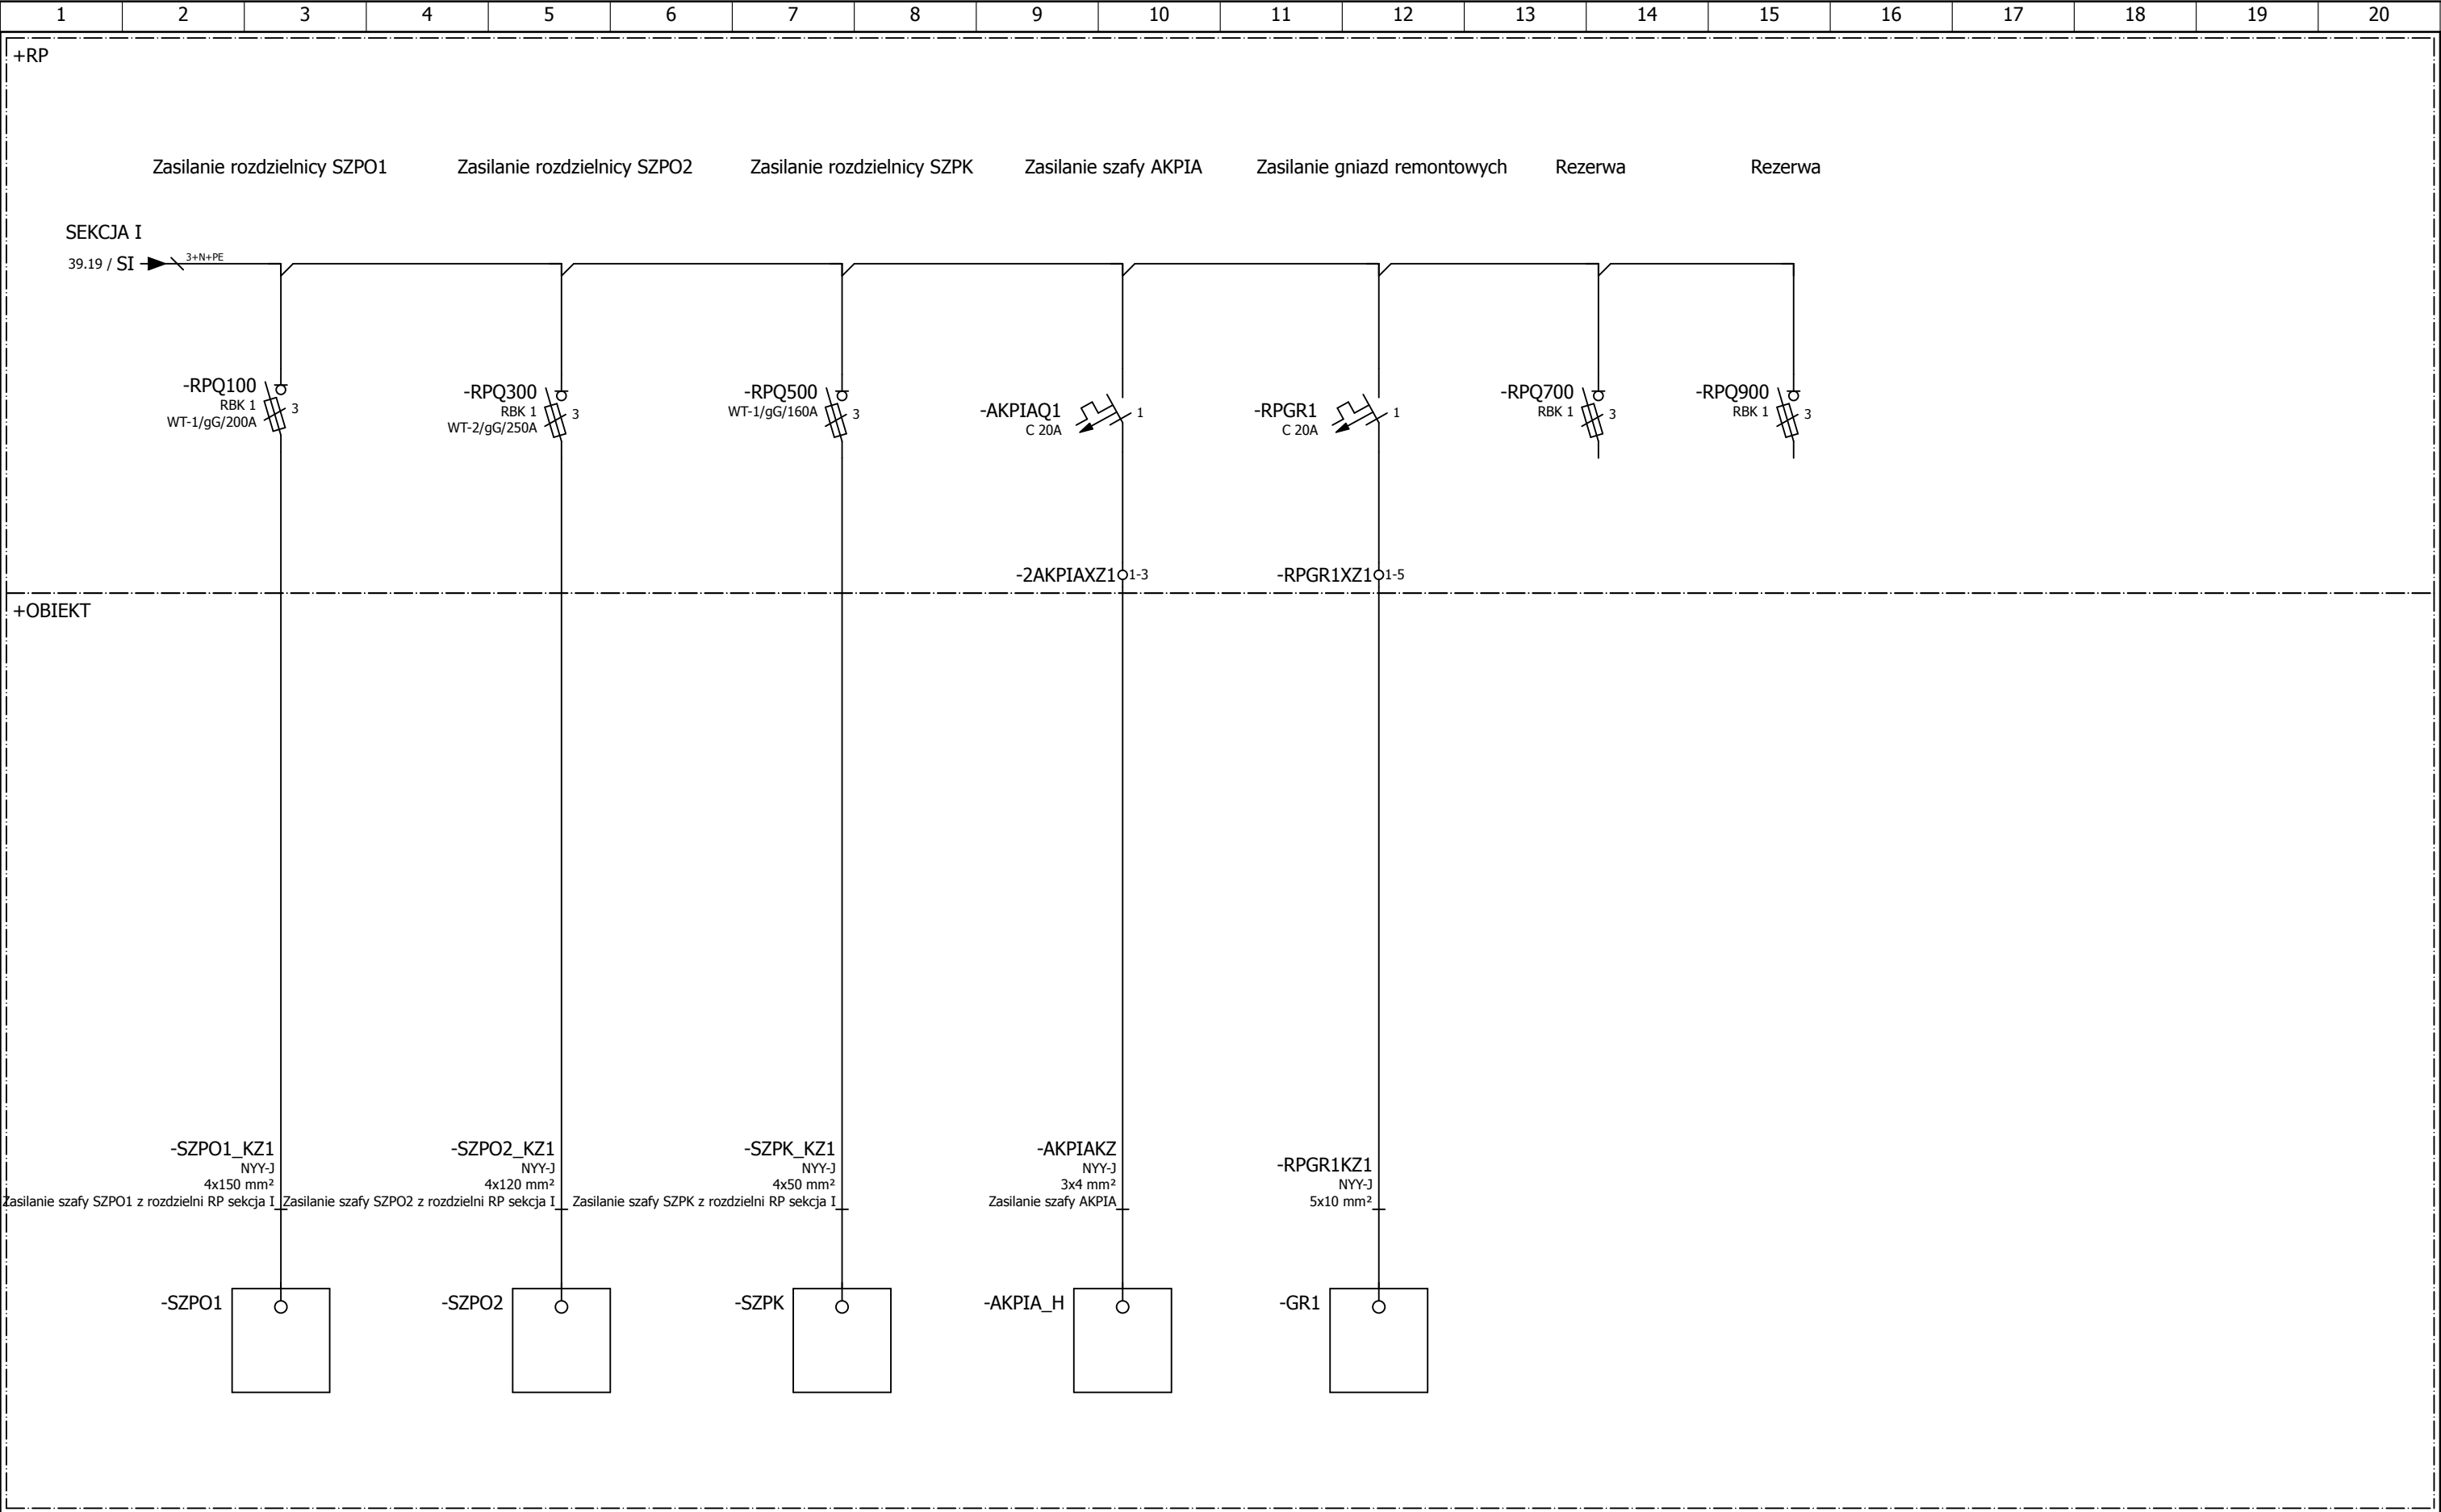 1 2 3 4 5 6 7 8 9 10 11 12 13 14 15 16 17 18 19 20
+RP
Zasilanie rozdzielnicy SZPO1
Zasilanie rozdzielnicy SZPO2
Zasilanie rozdzielnicy SZPK
Zasilanie szafy AKPIA
Zasilanie gniazd remontowych
Rezerwa
Rezerwa
SEKCJA I
39.19 / SI
3+N+PE
-RPQ100
RBK 1
WT-1/gG/200A
3
-RPQ300
RBK 1
WT-2/gG/250A
3
-RPQ500
WT-1/gG/160A
3
-AKPIAQ1
C 20A
1
-RPGR1
C 20A
1
-RPQ700
RBK 1
3
-RPQ900
RBK 1
3
-2AKPIAXZ1 1-3
-RPGR1XZ1 1-5
+OBIEKT
-SZPO1_KZ1
NYY-J
4x150 mm²
Zasilanie szafy SZPO1 z rozdzielni RP sekcja I
-SZPO2_KZ1
NYY-J
4x120 mm²
Zasilanie szafy SZPO2 z rozdzielni RP sekcja I
-SZPK_KZ1
NYY-J
4x50 mm²
Zasilanie szafy SZPK z rozdzielni RP sekcja I
-AKPIAKZ
NYY-J
3x4 mm²
Zasilanie szafy AKPIA
-RPGR1KZ1
NYY-J
5x10 mm²
-SZPO1
-SZPO2
-SZPK
-AKPIA_H
-GR1